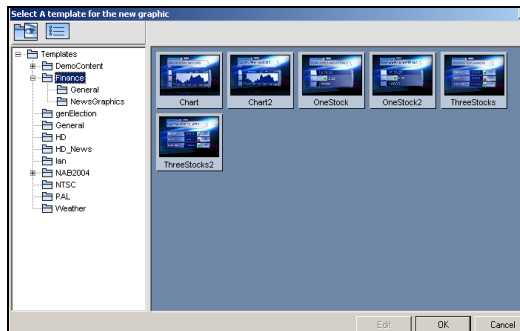 Select A template for the new graphic
Templates
DemoContent
Finance
General
NewsGraphics
genElection
General
HD
HD_News
Ian
NAB2004
NTSC
PAL
Weather
Chart
Chart2
OneStock
OneStock2
ThreeStocks
ThreeStocks2
Edit
OK
Cancel